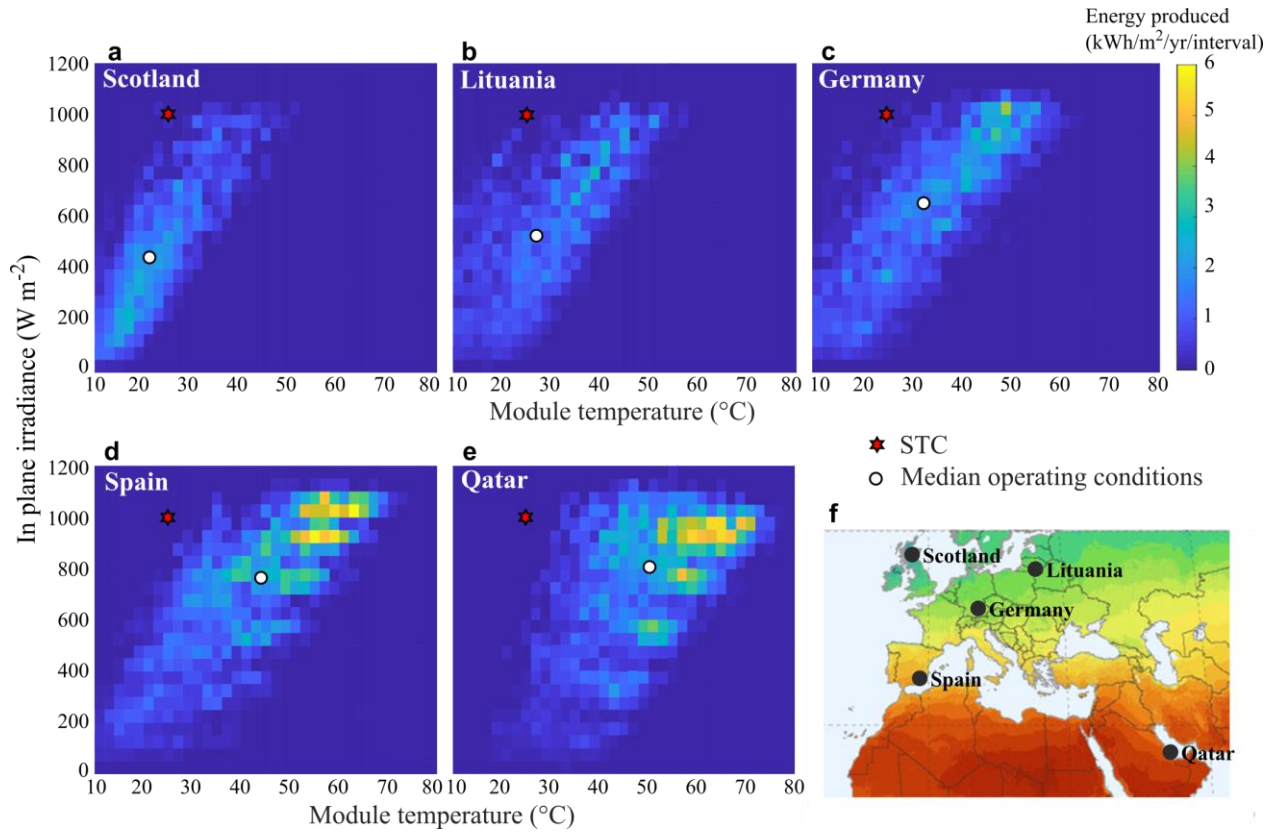 Energy produced
(kWh/m²/yr/interval)
a
Scotland
b
Lituania
c
Germany
1200
1000
800
600
400
200
0
6
5
4
3
2
1
0
10 20 30 40 50 60 70 80
10 20 30 40 50 60 70 80
10 20 30 40 50 60 70 80
Module temperature (°C)
In plane irradiance (W m⁻²)
d
Spain
e
Qatar
1200
1000
800
600
400
200
0
10 20 30 40 50 60 70 80
10 20 30 40 50 60 70 80
Module temperature (°C)
STC
Median operating conditions
f
Scotland
Lituania
Germany
Spain
Qatar